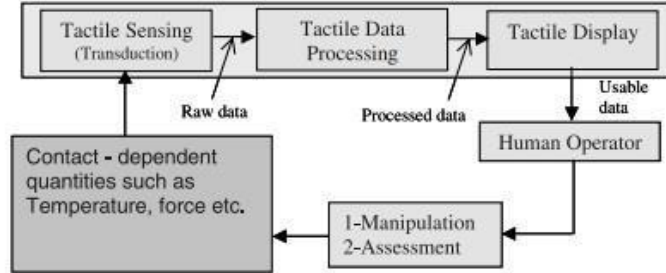 Tactile Sensing
(Transduction)
Tactile Data
Processing
Tactile Display
Raw data
Processed data
Usable
data
Human Operator
Contact - dependent
quantities such as
Temperature, force etc.
1-Manipulation
2-Assessment